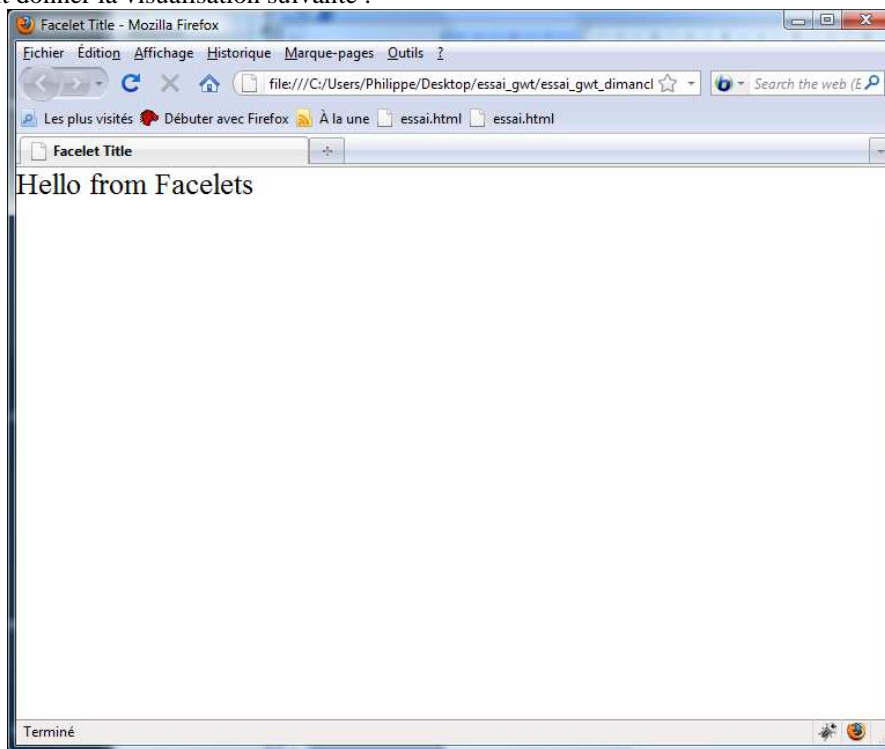 donner la visualisation suivante :
Facelet Title - Mozilla Firefox
Fichier Édition Affichage Historique Marque-pages Outils ?
file:///C:/Users/Philippe/Desktop/essai_gwt/essai_gwt_dimancl
Search the web (E
Les plus visités Débuter avec Firefox À la une essai.html essai.html
Facelet Title
Hello from Facelets
Terminé